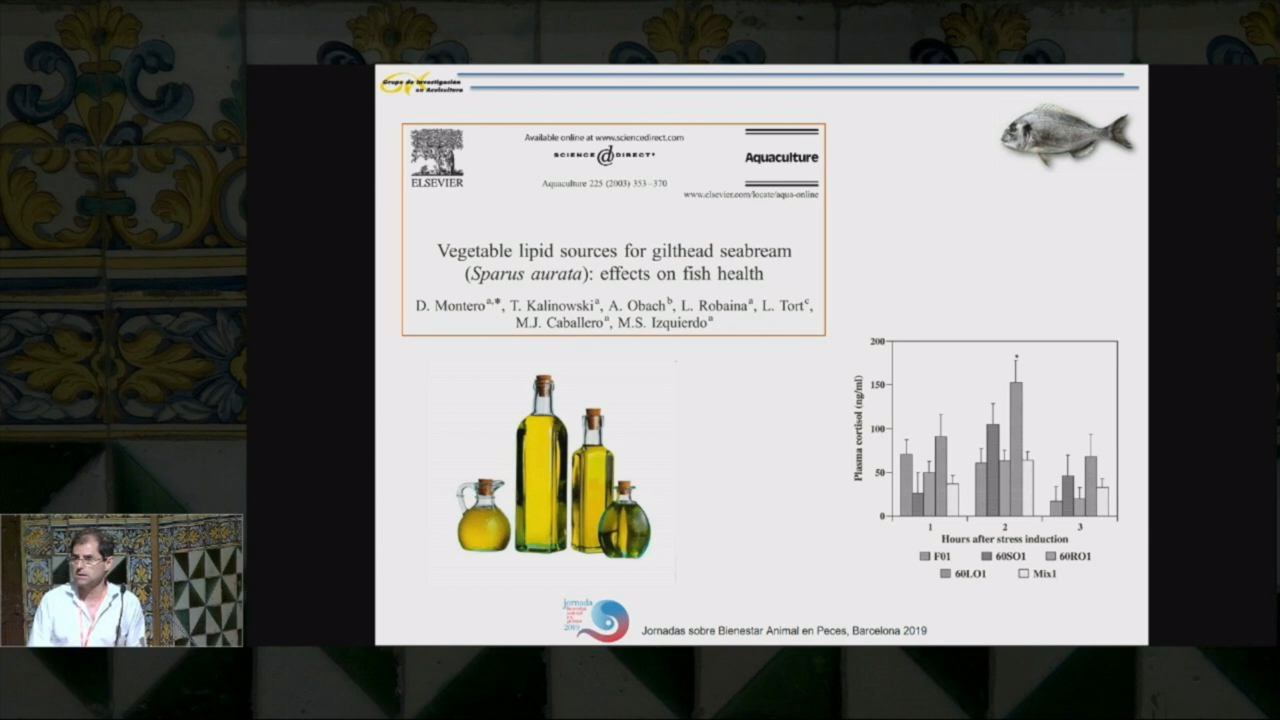 Grupo de Investigación
en Acuicultura
ELSEVIER
Available online at www.sciencedirect.com
SCIENCE DIRECT®
Aquaculture 225 (2003) 353–370
Aquaculture
www.elsevier.com/locate/aqua-online
Vegetable lipid sources for gilthead seabream
(Sparus aurata): effects on fish health
D. Montero a,*, T. Kalinowski a, A. Obach b, L. Robaina a, L. Tort c,
M.J. Caballero a, M.S. Izquierdo a
200
150
100
50
0
Plasma cortisol (ng/ml)
*
1 2 3
Hours after stress induction
F01 60SO1 60RO1
60LO1 Mix1
jornada
2019
Jornadas sobre Bienestar Animal en Peces, Barcelona 2019